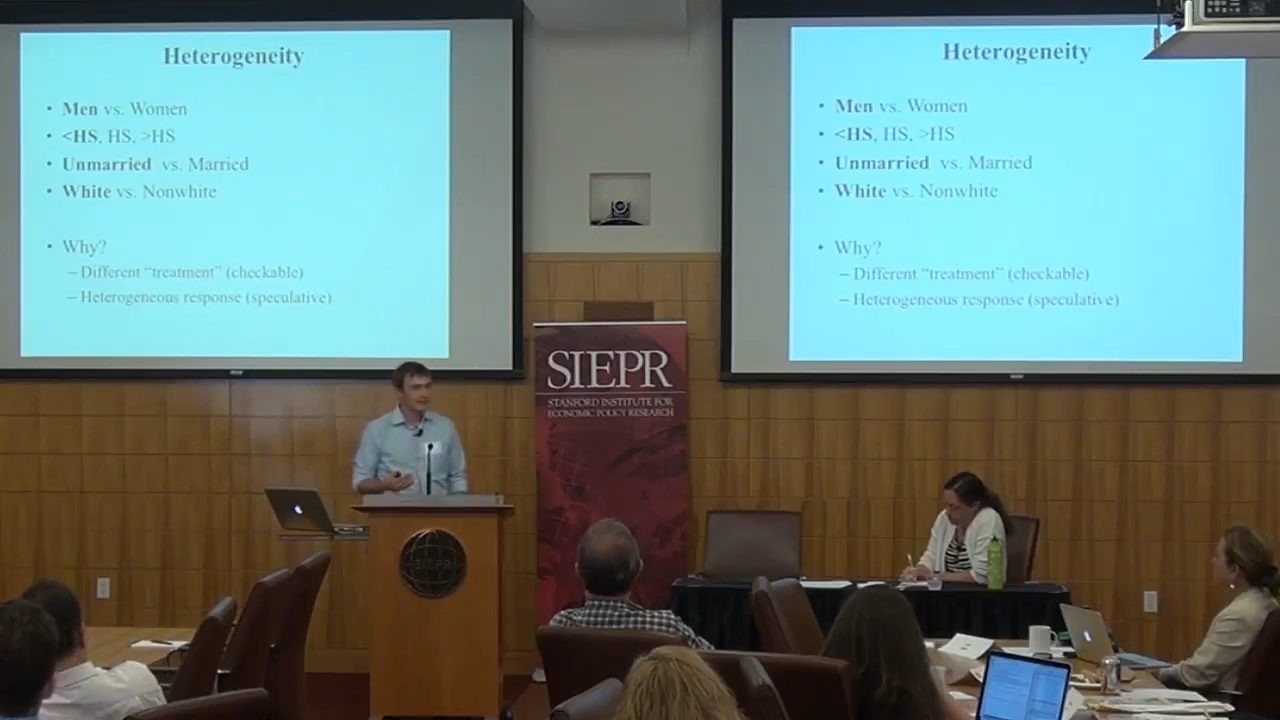 Heterogeneity
• Men vs. Women
• <HS, HS, >HS
• Unmarried vs. Married
• White vs. Nonwhite
• Why?
– Different “treatment” (checkable)
– Heterogeneous response (speculative)
Heterogeneity
• Men vs. Women
• <HS, HS, >HS
• Unmarried vs. Married
• White vs. Nonwhite
• Why?
– Different “treatment” (checkable)
– Heterogeneous response (speculative)
SIEPR
STANFORD INSTITUTE FOR
ECONOMIC POLICY RESEARCH
SIEPR